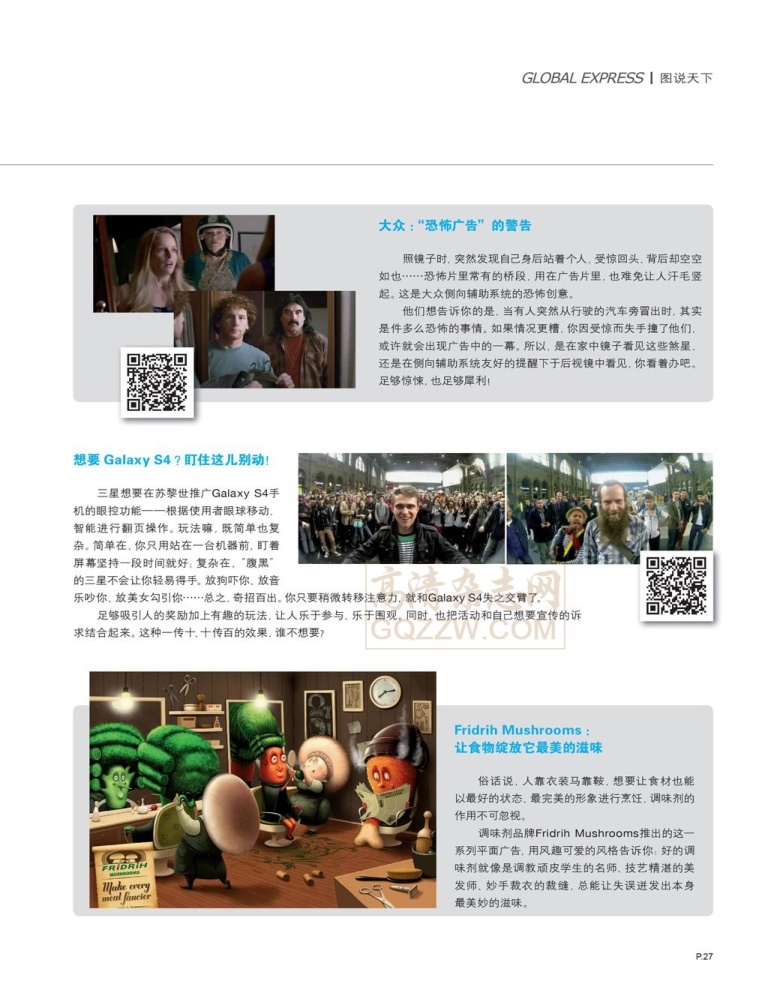 GLOBAL EXPRESS | 图说天下
大众：“恐怖广告”的警告
照镜子时，突然发现自己身后站着个人，受惊回头，背后却空空
如也……恐怖片里常有的桥段，用在广告片里，也难免让人汗毛竖
起。这是大众侧向辅助系统的恐怖创意。
他们想告诉你的是，当有人突然从行驶的汽车旁冒出时，其实
是件多么恐怖的事情。如果情况更糟，你因受惊而失手撞了他们，
或许就会出现广告中的一幕。所以，是在家中镜子看见这些煞星，
还是在侧向辅助系统友好的提醒下于后视镜中看见，你看着办吧。
足够惊悚，也足够犀利！
想要 Galaxy S4？盯住这儿别动！
三星想要在苏黎世推广Galaxy S4手
机的眼控功能——根据使用者眼球移动，
智能进行翻页操作。玩法嘛，既简单也复
杂。简单在，你只用站在一台机器前，盯着
屏幕坚持一段时间就好；复杂在，“腹黑”
的三星不会让你轻易得手。放狗吓你，放音
乐吵你，放美女勾引你……总之，奇招百出。你只要稍微转移注意力，就和Galaxy S4失之交臂了。
足够吸引人的奖励加上有趣的玩法，让人乐于参与，乐于围观。同时，也把活动和自己想要宣传的诉
求结合起来。这种一传十，十传百的效果，谁不想要？
高清杂志网
GQZZW.COM
FRIDRIH
MUSHROOMS
Make every
meal fancier
Fridrih Mushrooms：
让食物绽放它最美的滋味
俗话说，人靠衣装马靠鞍，想要让食材也能
以最好的状态、最完美的形象进行烹饪，调味剂的
作用不可忽视。
调味剂品牌Fridrih Mushrooms推出的这一
系列平面广告，用风趣可爱的风格告诉你：好的调
味剂就像是调教顽皮学生的名师，技艺精湛的美
发师，妙手裁衣的裁缝，总能让失误迸发出本身
最美妙的滋味。
P.27